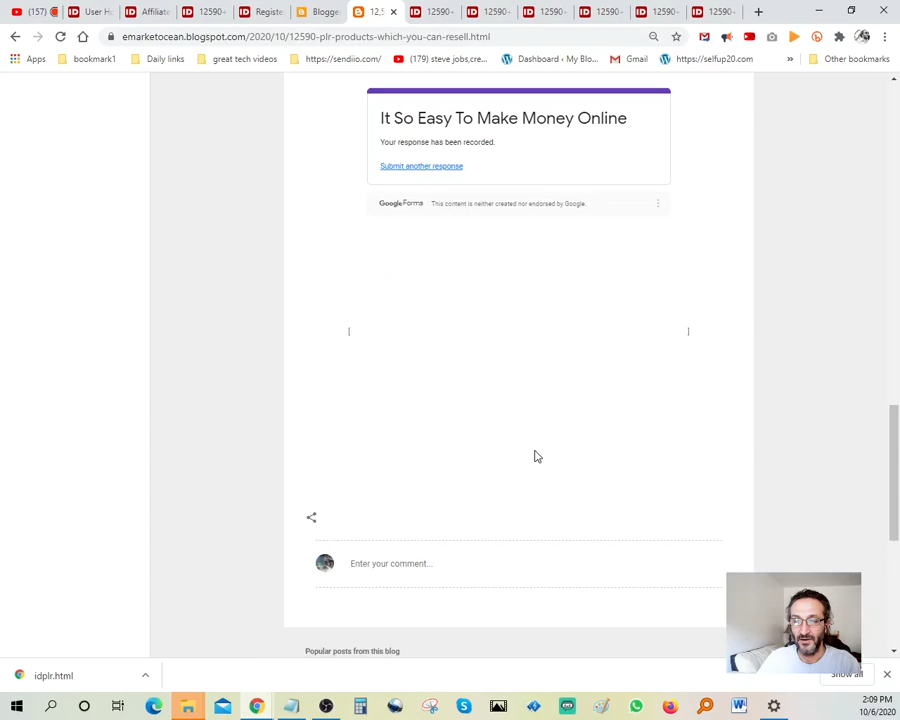 (157)
User H
Affiliate
12590+
Registe
Blogge
12,5
12590+
12590+
12590+
12590+
12590+
12590+
emarketocean.blogspot.com/2020/10/12590-plr-products-which-you-can-resell.html
Apps
bookmark1
Daily links
great tech videos
https://sendiio.com/
(179) steve jobs,cre...
Dashboard ‹ My Blo...
Gmail
https://selfup20.com
»
Other bookmarks
It So Easy To Make Money Online
Your response has been recorded.
Submit another response
Google Forms This content is neither created nor endorsed by Google.
[ ]
Enter your comment...
Popular posts from this blog
idplr.html
Show all
2:09 PM
10/6/2020